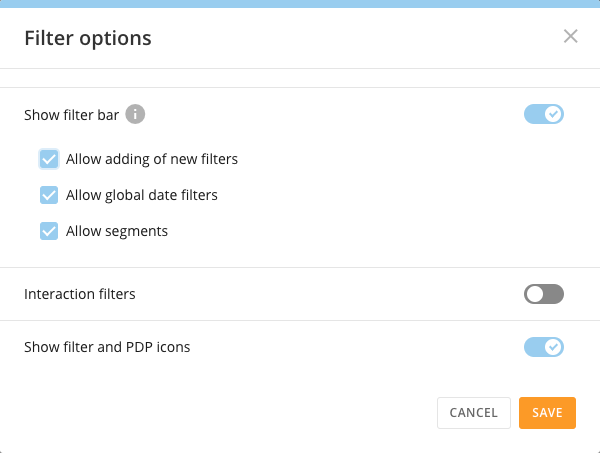 Filter options
Show filter bar i
Allow adding of new filters
Allow global date filters
Allow segments
Interaction filters
Show filter and PDP icons
CANCEL SAVE